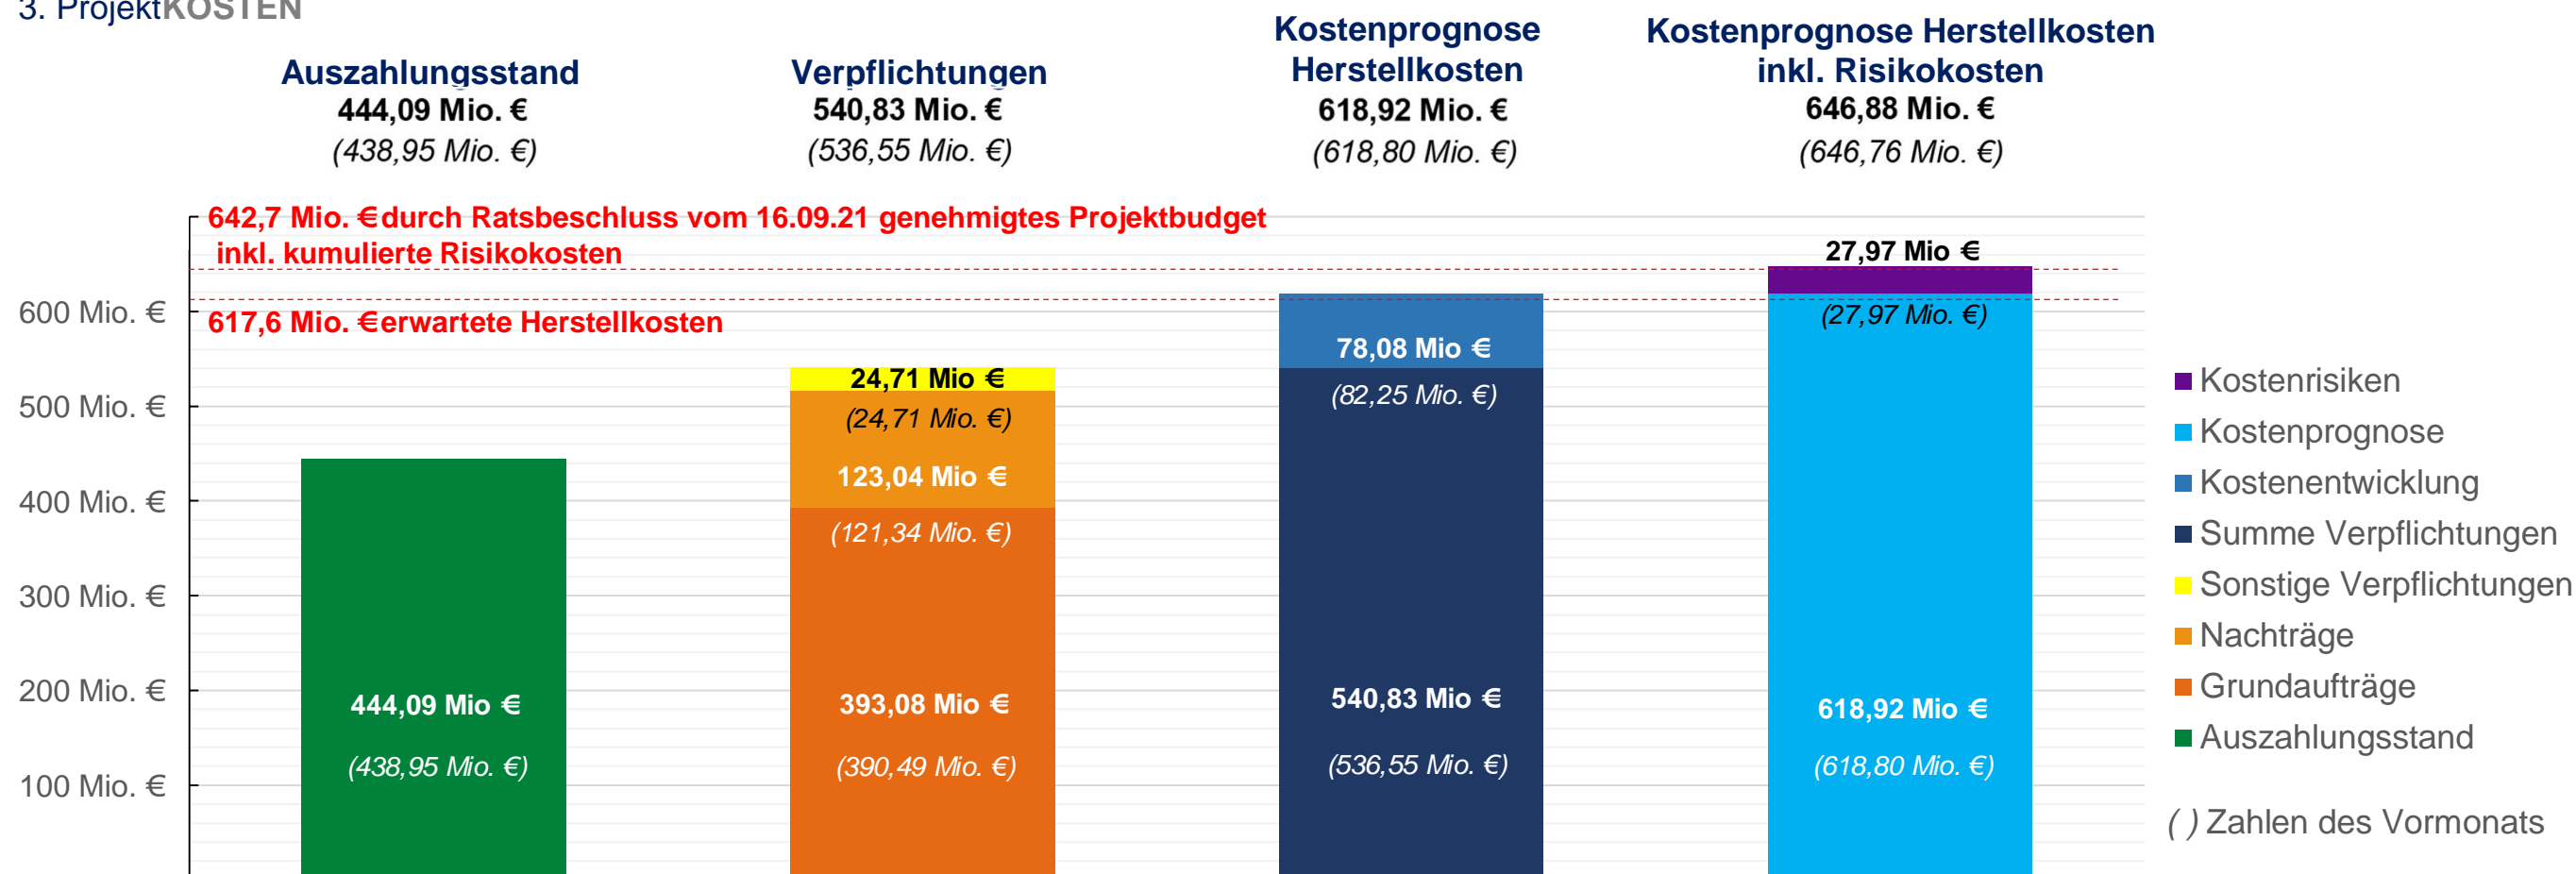 3. ProjektKOSTEN
Auszahlungsstand
444,09 Mio. €
(438,95 Mio. €)
Verpflichtungen
540,83 Mio. €
(536,55 Mio. €)
Kostenprognose
Herstellkosten
618,92 Mio. €
(618,80 Mio. €)
Kostenprognose Herstellkosten
inkl. Risikokosten
646,88 Mio. €
(646,76 Mio. €)
642,7 Mio. € durch Ratsbeschluss vom 16.09.21 genehmigtes Projektbudget
inkl. kumulierte Risikokosten
617,6 Mio. € erwartete Herstellkosten
600 Mio. €
500 Mio. €
400 Mio. €
300 Mio. €
200 Mio. €
100 Mio. €
444,09 Mio €
(438,95 Mio. €)
24,71 Mio €
(24,71 Mio. €)
123,04 Mio €
(121,34 Mio. €)
393,08 Mio €
(390,49 Mio. €)
78,08 Mio €
(82,25 Mio. €)
540,83 Mio €
(536,55 Mio. €)
27,97 Mio €
(27,97 Mio. €)
618,92 Mio €
(618,80 Mio. €)
Kostenrisiken
Kostenprognose
Kostenentwicklung
Summe Verpflichtungen
Sonstige Verpflichtungen
Nachträge
Grundaufträge
Auszahlungsstand
( ) Zahlen des Vormonats